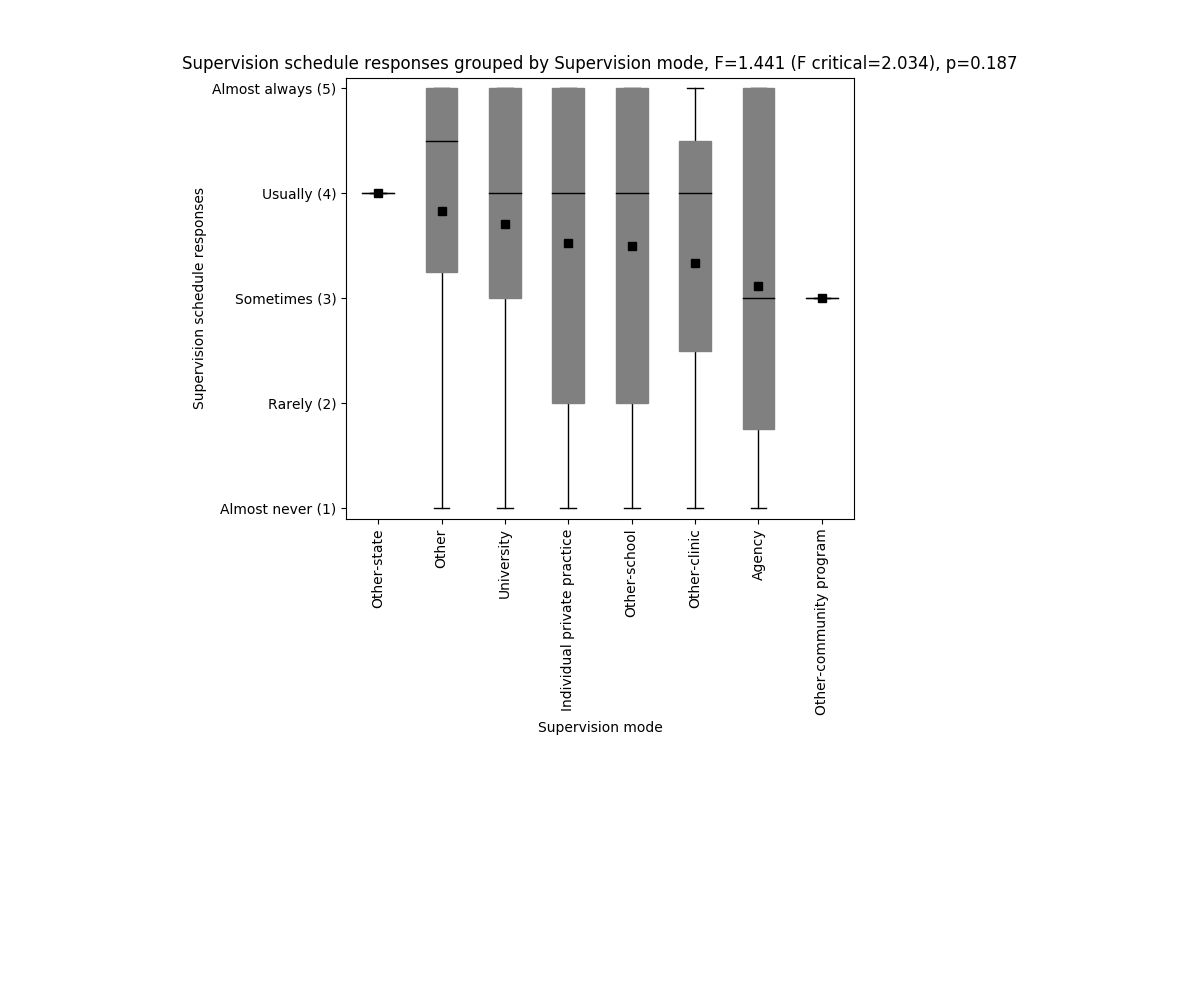 Supervision schedule responses grouped by Supervision mode, F=1.441 (F critical=2.034), p=0.187
Almost always (5)
Usually (4)
Sometimes (3)
Rarely (2)
Almost never (1)
Supervision schedule responses
Other-state
Other
University
Individual private practice
Other-school
Other-clinic
Agency
Other-community program
Supervision mode